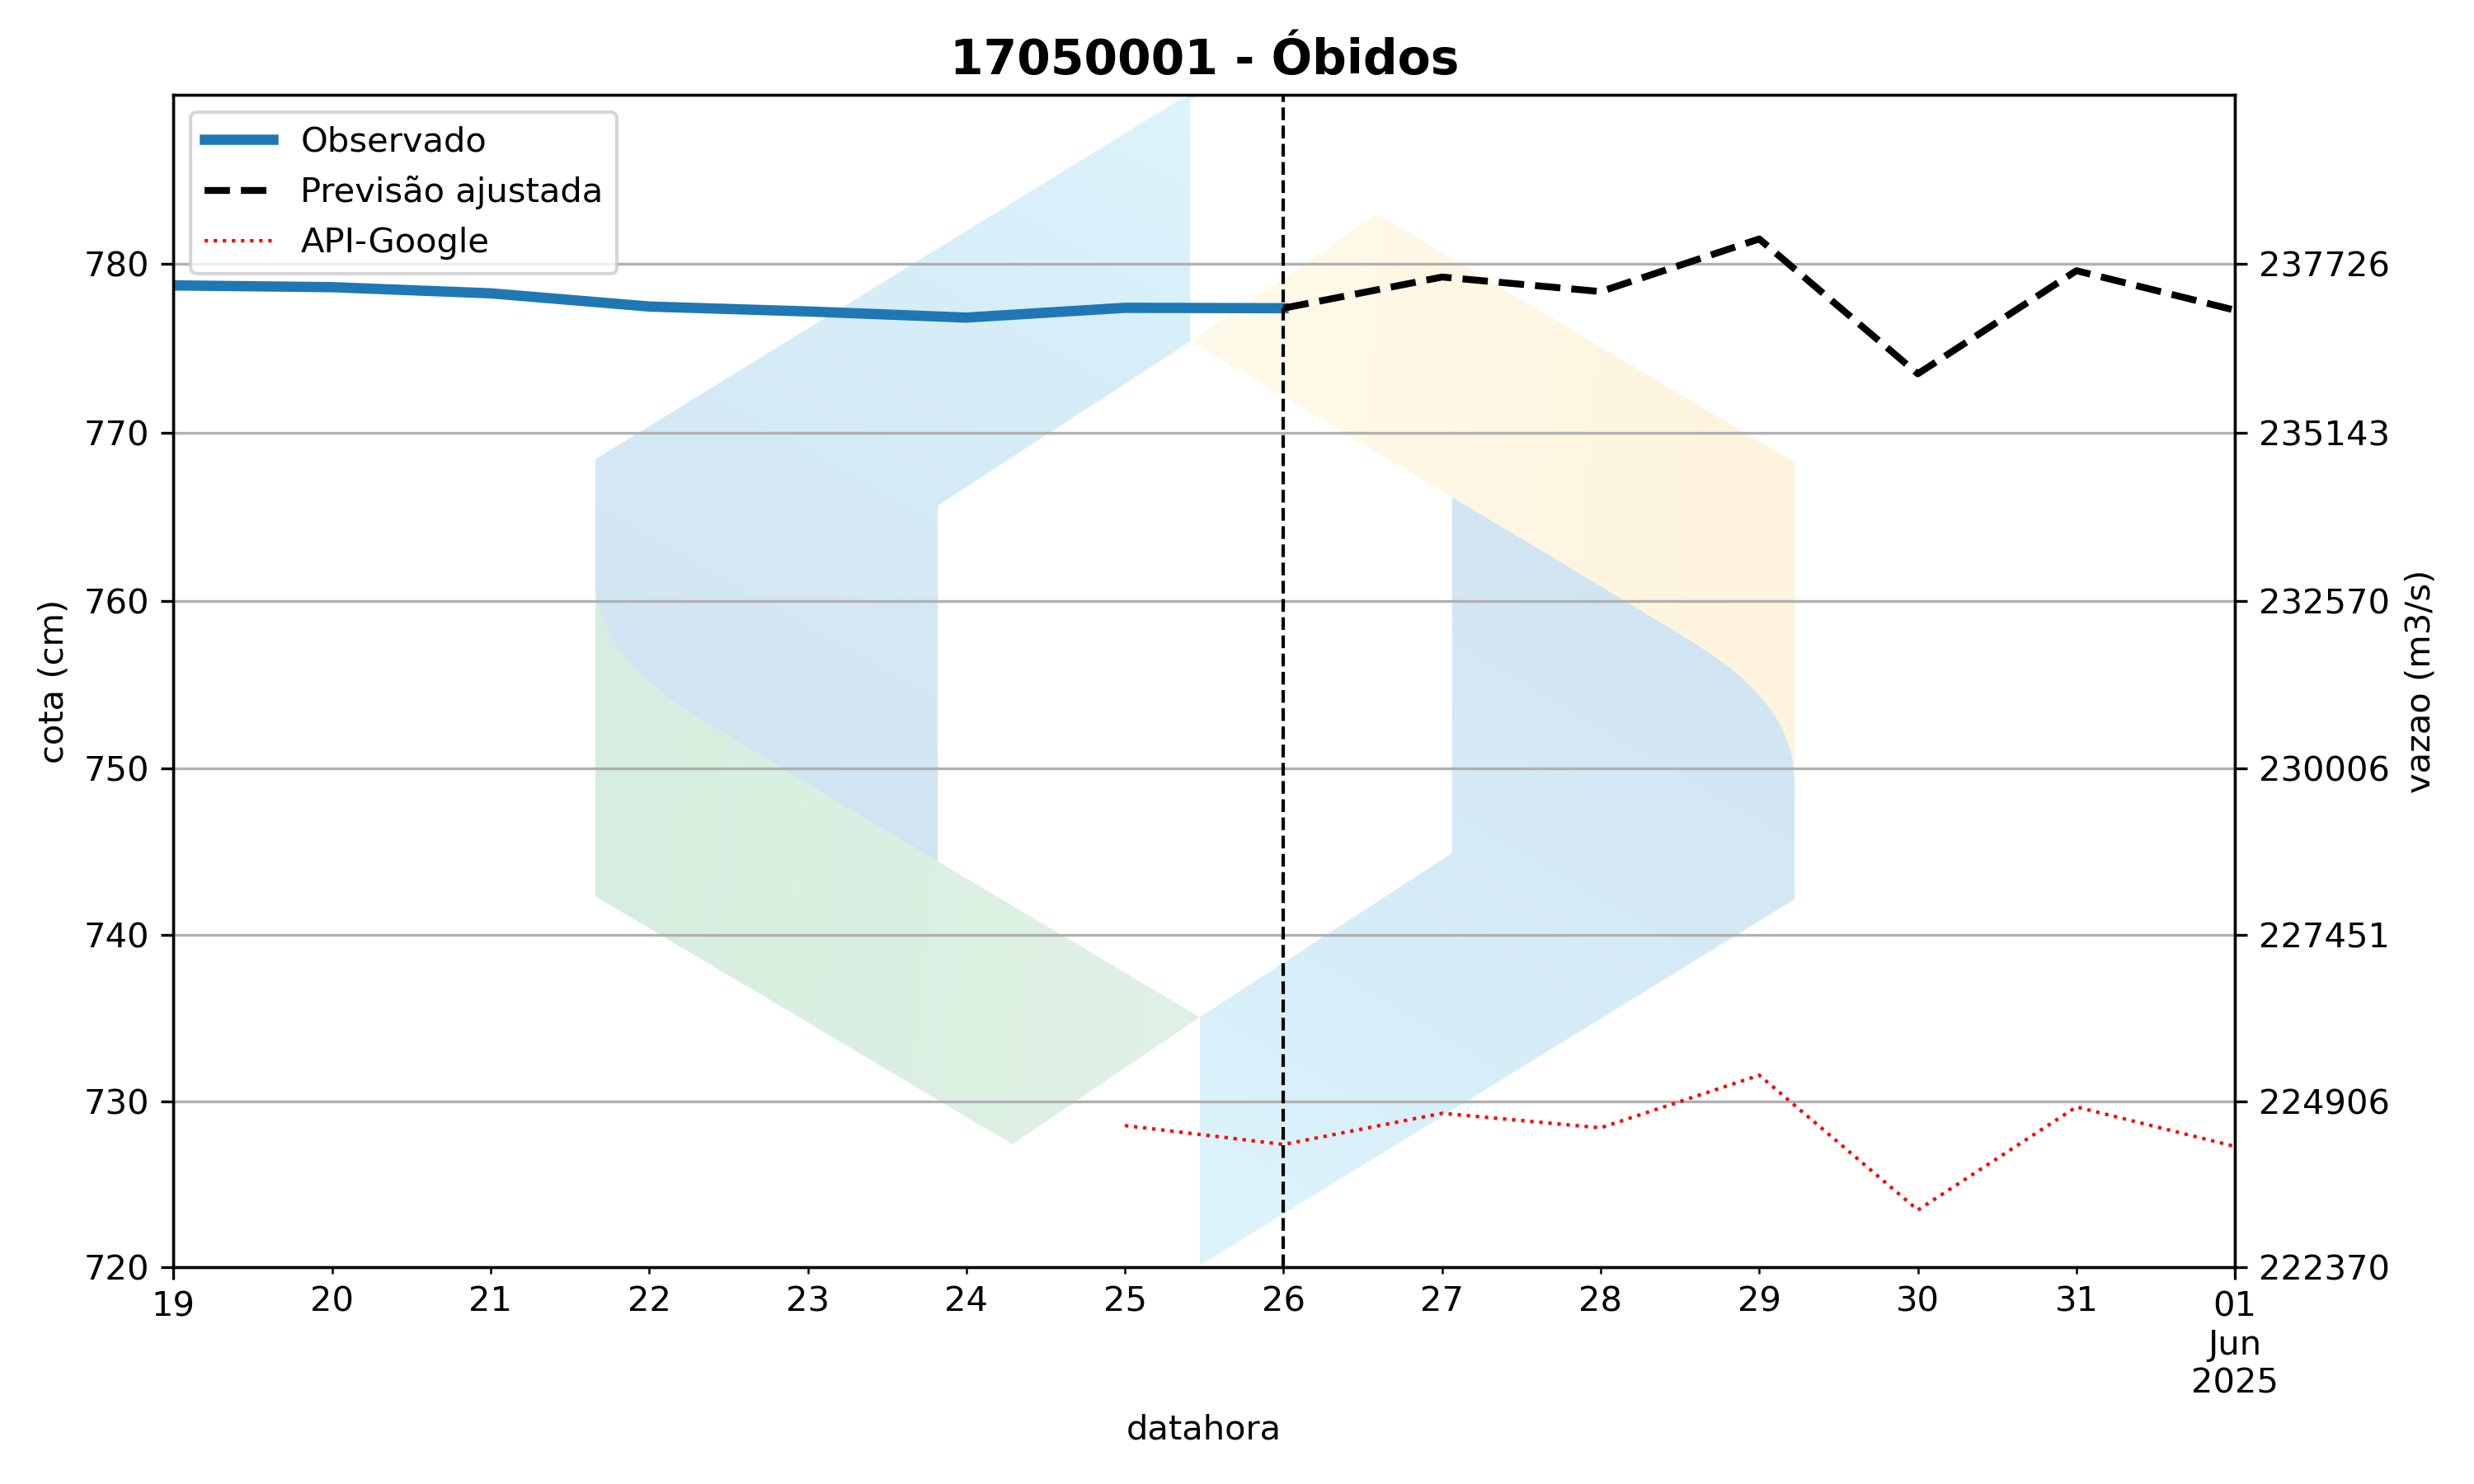 17050001 - Óbidos
Observado
Previsão ajustada
API-Google
780
770
760
750
740
730
720
cota (cm)
237726
235143
232570
230006
227451
224906
222370
vazao (m3/s)
19 20 21 22 23 24 25 26 27 28 29 30 31 01
Jun
2025
datahora